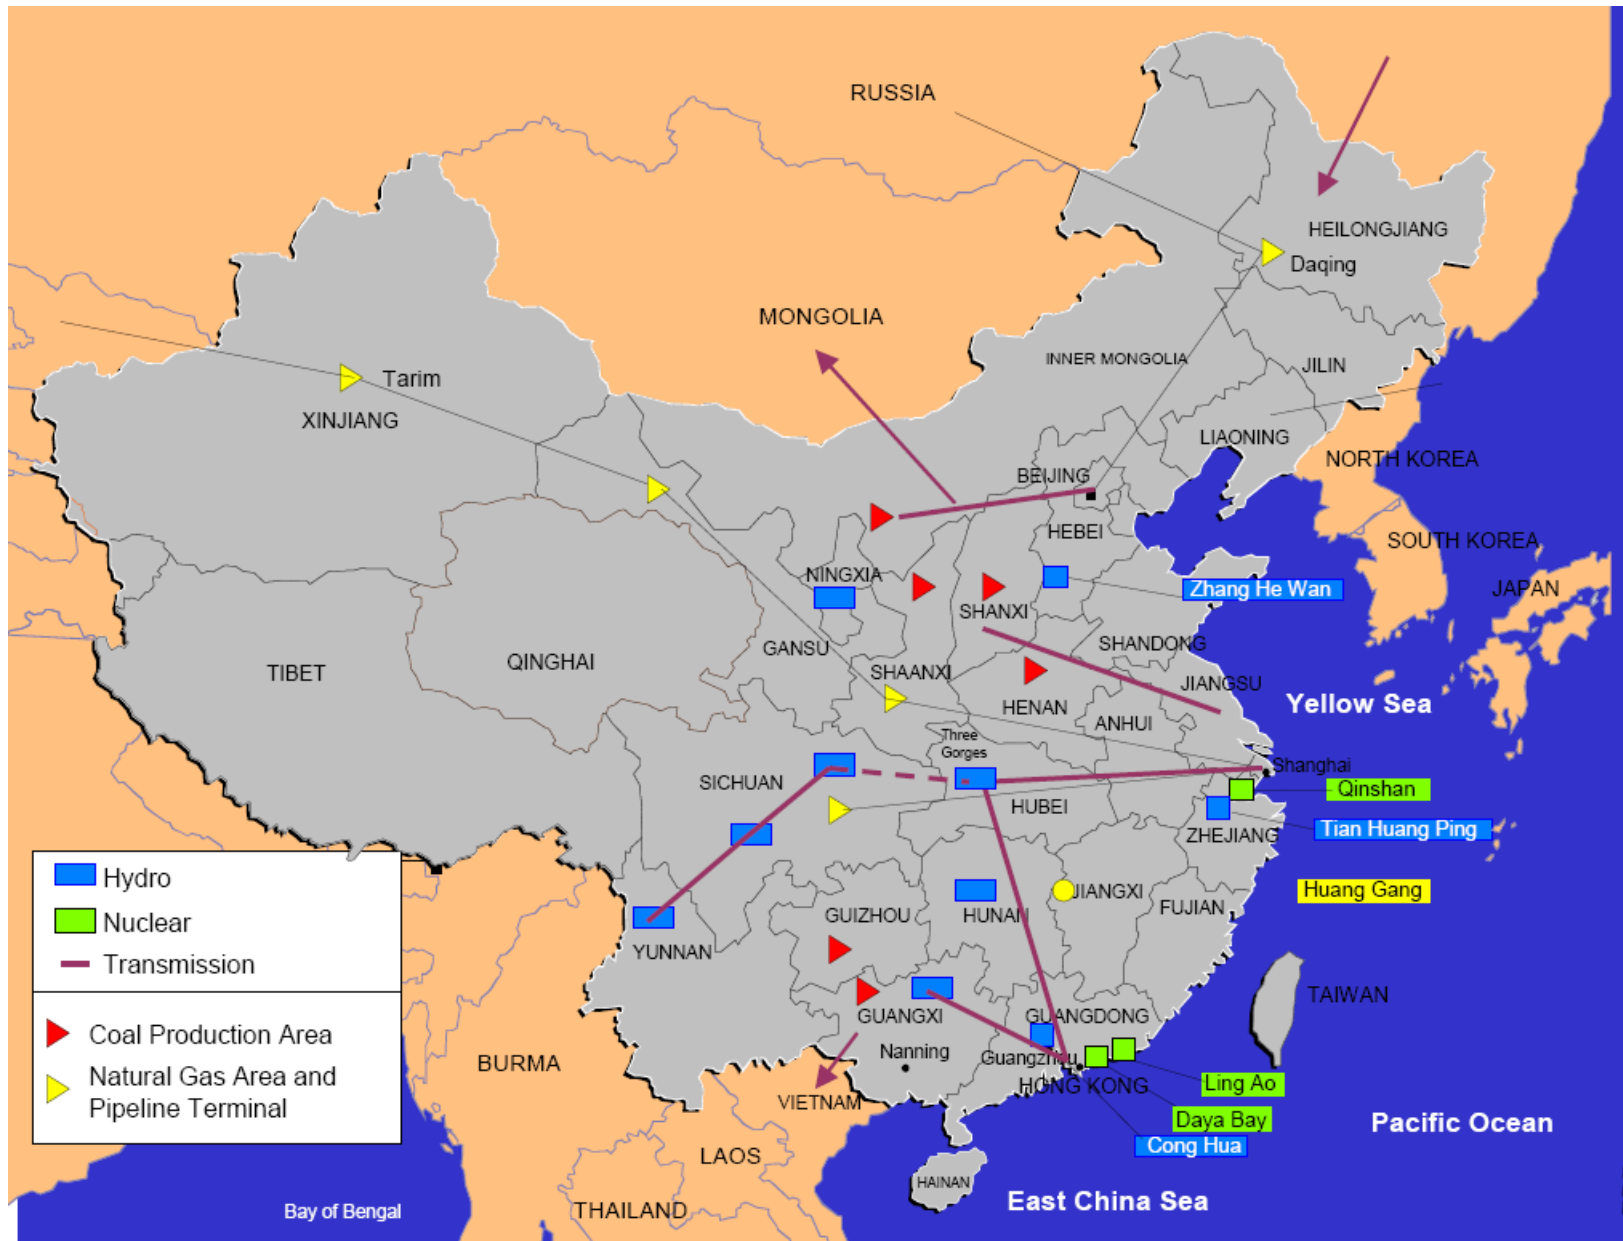 RUSSIA
HEILONGJIANG
Daqing
MONGOLIA
INNER MONGOLIA
JILIN
Tarim
XINJIANG
LIAONING
NORTH KOREA
BEIJING
HEBEI
SOUTH KOREA
NINGXIA
Zhang He Wan
JAPAN
SHANXI
GANSU
SHANDONG
TIBET
QINGHAI
SHAANXI
JIANGSU
HENAN
Yellow Sea
ANHUI
Three
Gorges
Shanghai
SICHUAN
Qinshan
HUBEI
ZHEJIANG
Tian Huang Ping
Hydro
JIANGXI
Huang Gang
GUIZHOU
HUNAN
FUJIAN
Nuclear
YUNNAN
Transmission
TAIWAN
GUANGXI
GUANGDONG
Coal Production Area
Nanning
Guangzhou
BURMA
Natural Gas Area and
Pipeline Terminal
HONG KONG
Ling Ao
VIETNAM
Daya Bay
Pacific Ocean
Cong Hua
LAOS
HAINAN
East China Sea
Bay of Bengal
THAILAND